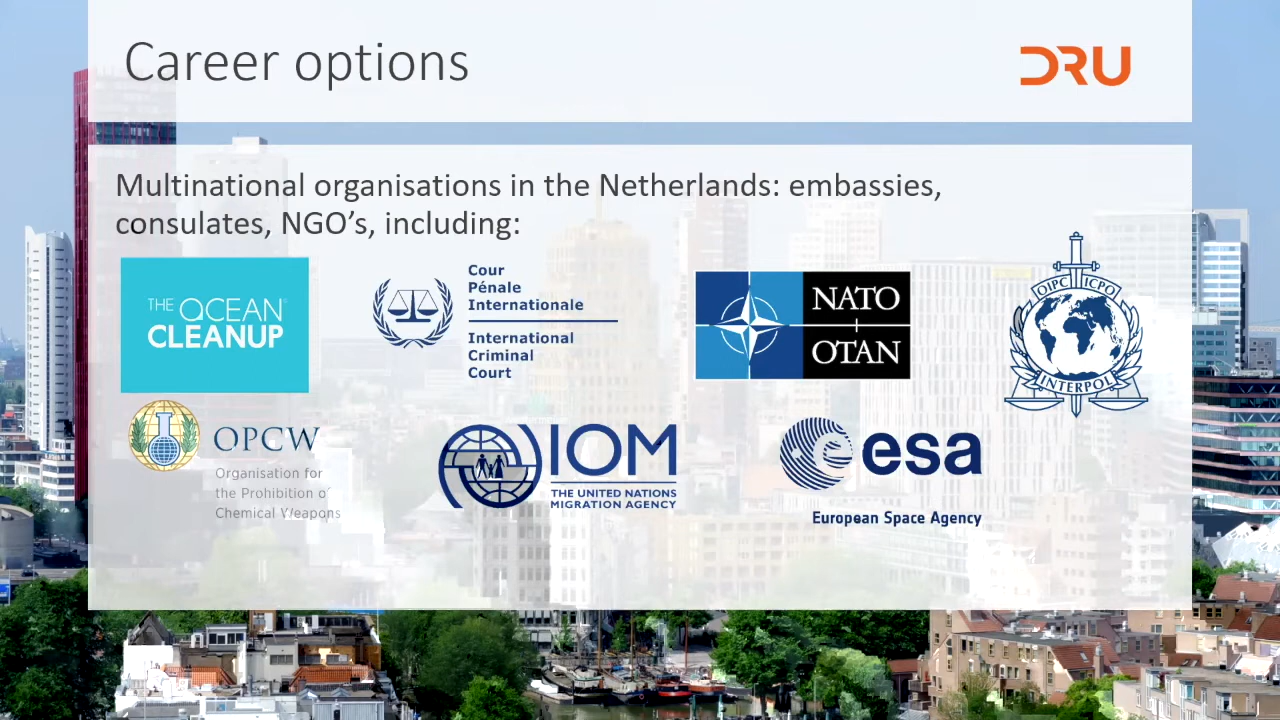 Career options
DRU
Multinational organisations in the Netherlands: embassies,
consulates, NGO’s, including:
THE OCEAN
CLEANUP
Cour
Pénale
Internationale
International
Criminal
Court
NATO
OTAN
OIPC ICPO
INTERPOL
OPCW
Organisation for
the Prohibition of
Chemical Weapons
IOM
THE UNITED NATIONS
MIGRATION AGENCY
esa
European Space Agency